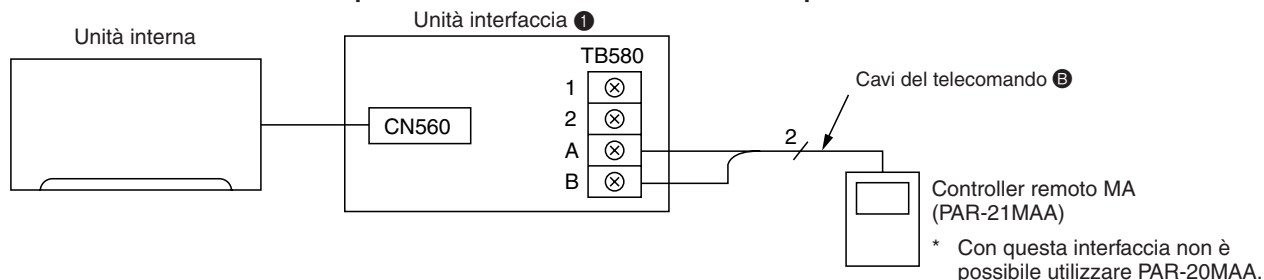 Unità interfaccia ❶
Unità interna
TB580
1
2
A
B
CN560
Cavi del telecomando Ⓑ
2
Controller remoto MA
(PAR-21MAA)
* Con questa interfaccia non è
possibile utilizzare PAR-20MAA.